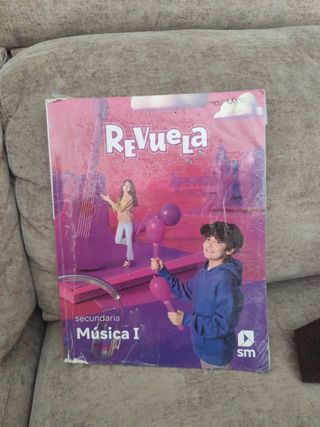 REVUELA
secundaria
Música I
sm